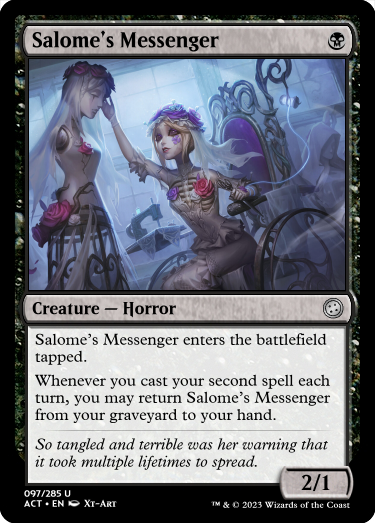 Salome's Messenger
Creature — Horror
Salome's Messenger enters the battlefield
tapped.
Whenever you cast your second spell each
turn, you may return Salome's Messenger
from your graveyard to your hand.
So tangled and terrible was her warning that
it took multiple lifetimes to spread.
2/1
097/285 U
ACT • EN Xt-Art
™ & © 2023 Wizards of the Coast